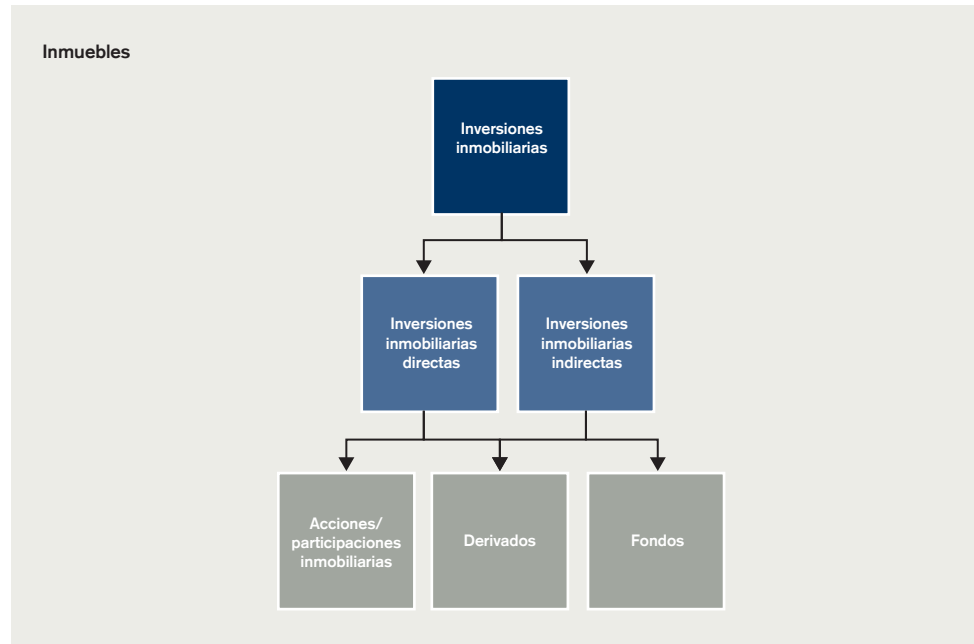 Inmuebles
Inversiones
inmobiliarias
Inversiones
inmobiliarias
directas
Inversiones
inmobiliarias
indirectas
Acciones/
participaciones
inmobiliarias
Derivados
Fondos